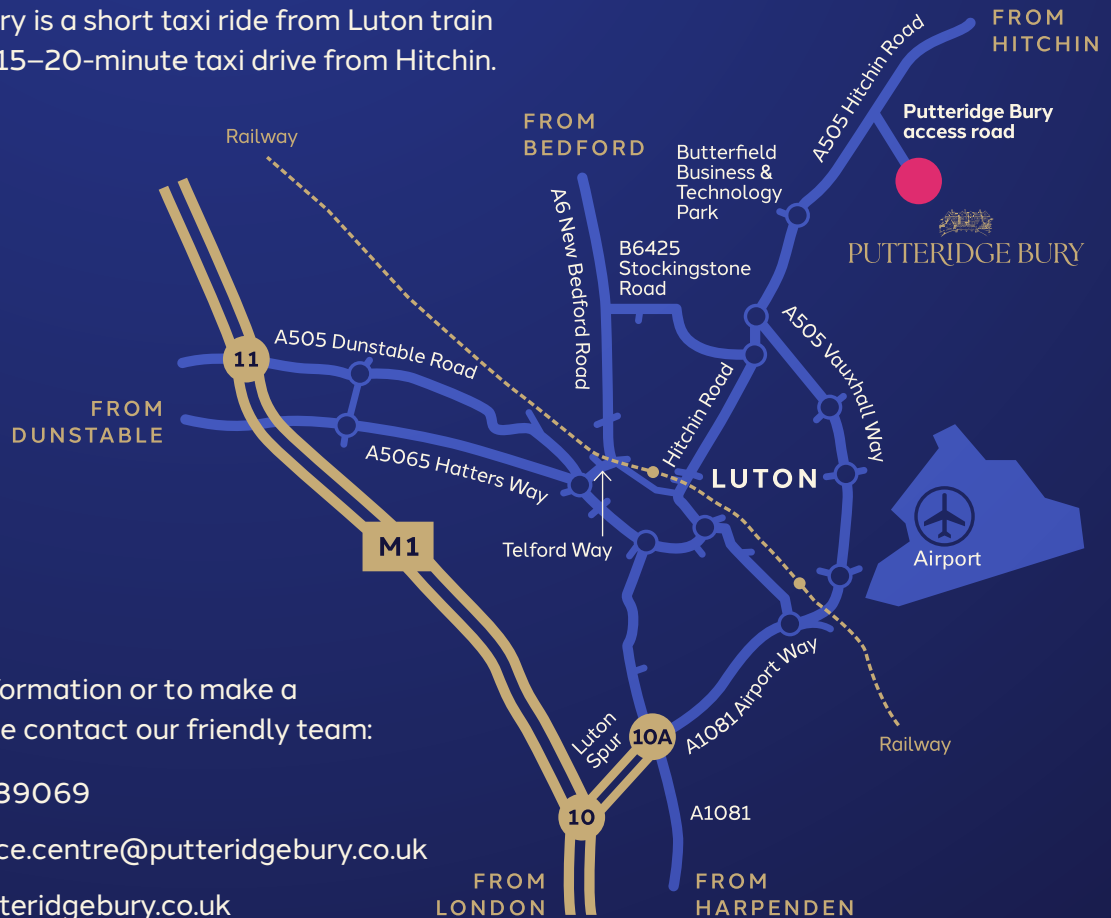 ry is a short taxi ride from Luton train
15–20-minute taxi drive from Hitchin.
FROM
HITCHIN
A505 Hitchin Road
Putteridge Bury
access road
PUTTERIDGE BURY
Railway
FROM
BEDFORD
Butterfield
Business &
Technology
Park
A6 New Bedford Road
B6425
Stockingstone
Road
A505 Vauxhall Way
11
A505 Dunstable Road
Hitchin Road
FROM
DUNSTABLE
A5065 Hatters Way
LUTON
M1
Telford Way
Airport
ormation or to make a
e contact our friendly team:
Luton
Spur
10A
A1081 Airport Way
Railway
39069
10
A1081
ce.centre@putteridgebury.co.uk
FROM
LONDON
FROM
HARPENDEN
teridgebury.co.uk